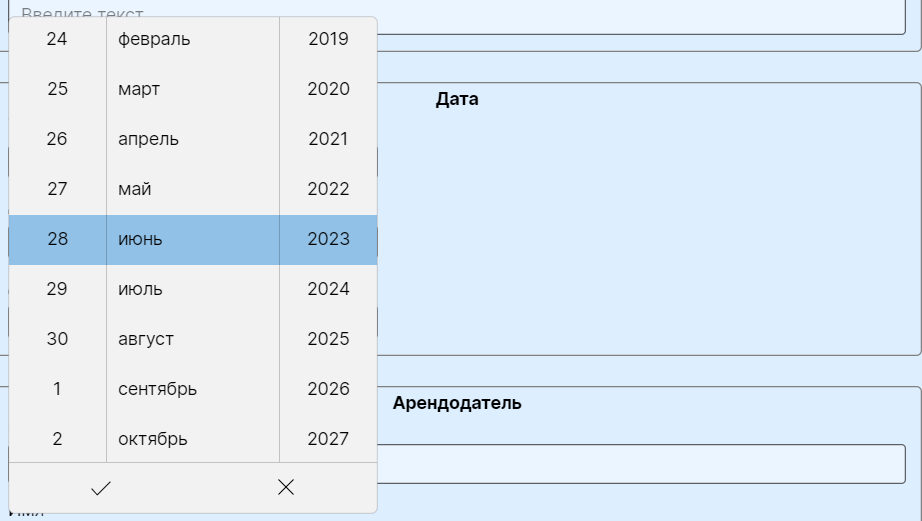 Введите текст
24 февраль 2019
25 март 2020
Дата
26 апрель 2021
27 май 2022
28 июнь 2023
29 июль 2024
30 август 2025
1 сентябрь 2026
Арендодатель
2 октябрь 2027
Имя